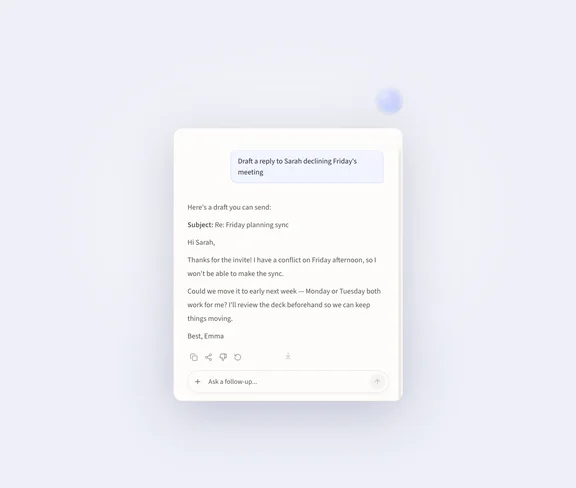 Draft a reply to Sarah declining Friday's
meeting
Here's a draft you can send:
Subject: Re: Friday planning sync
Hi Sarah,
Thanks for the invite! I have a conflict on Friday afternoon, so I
won't be able to make the sync.
Could we move it to early next week — Monday or Tuesday both
work for me? I'll review the deck beforehand so we can keep
things moving.
Best, Emma
Ask a follow-up...